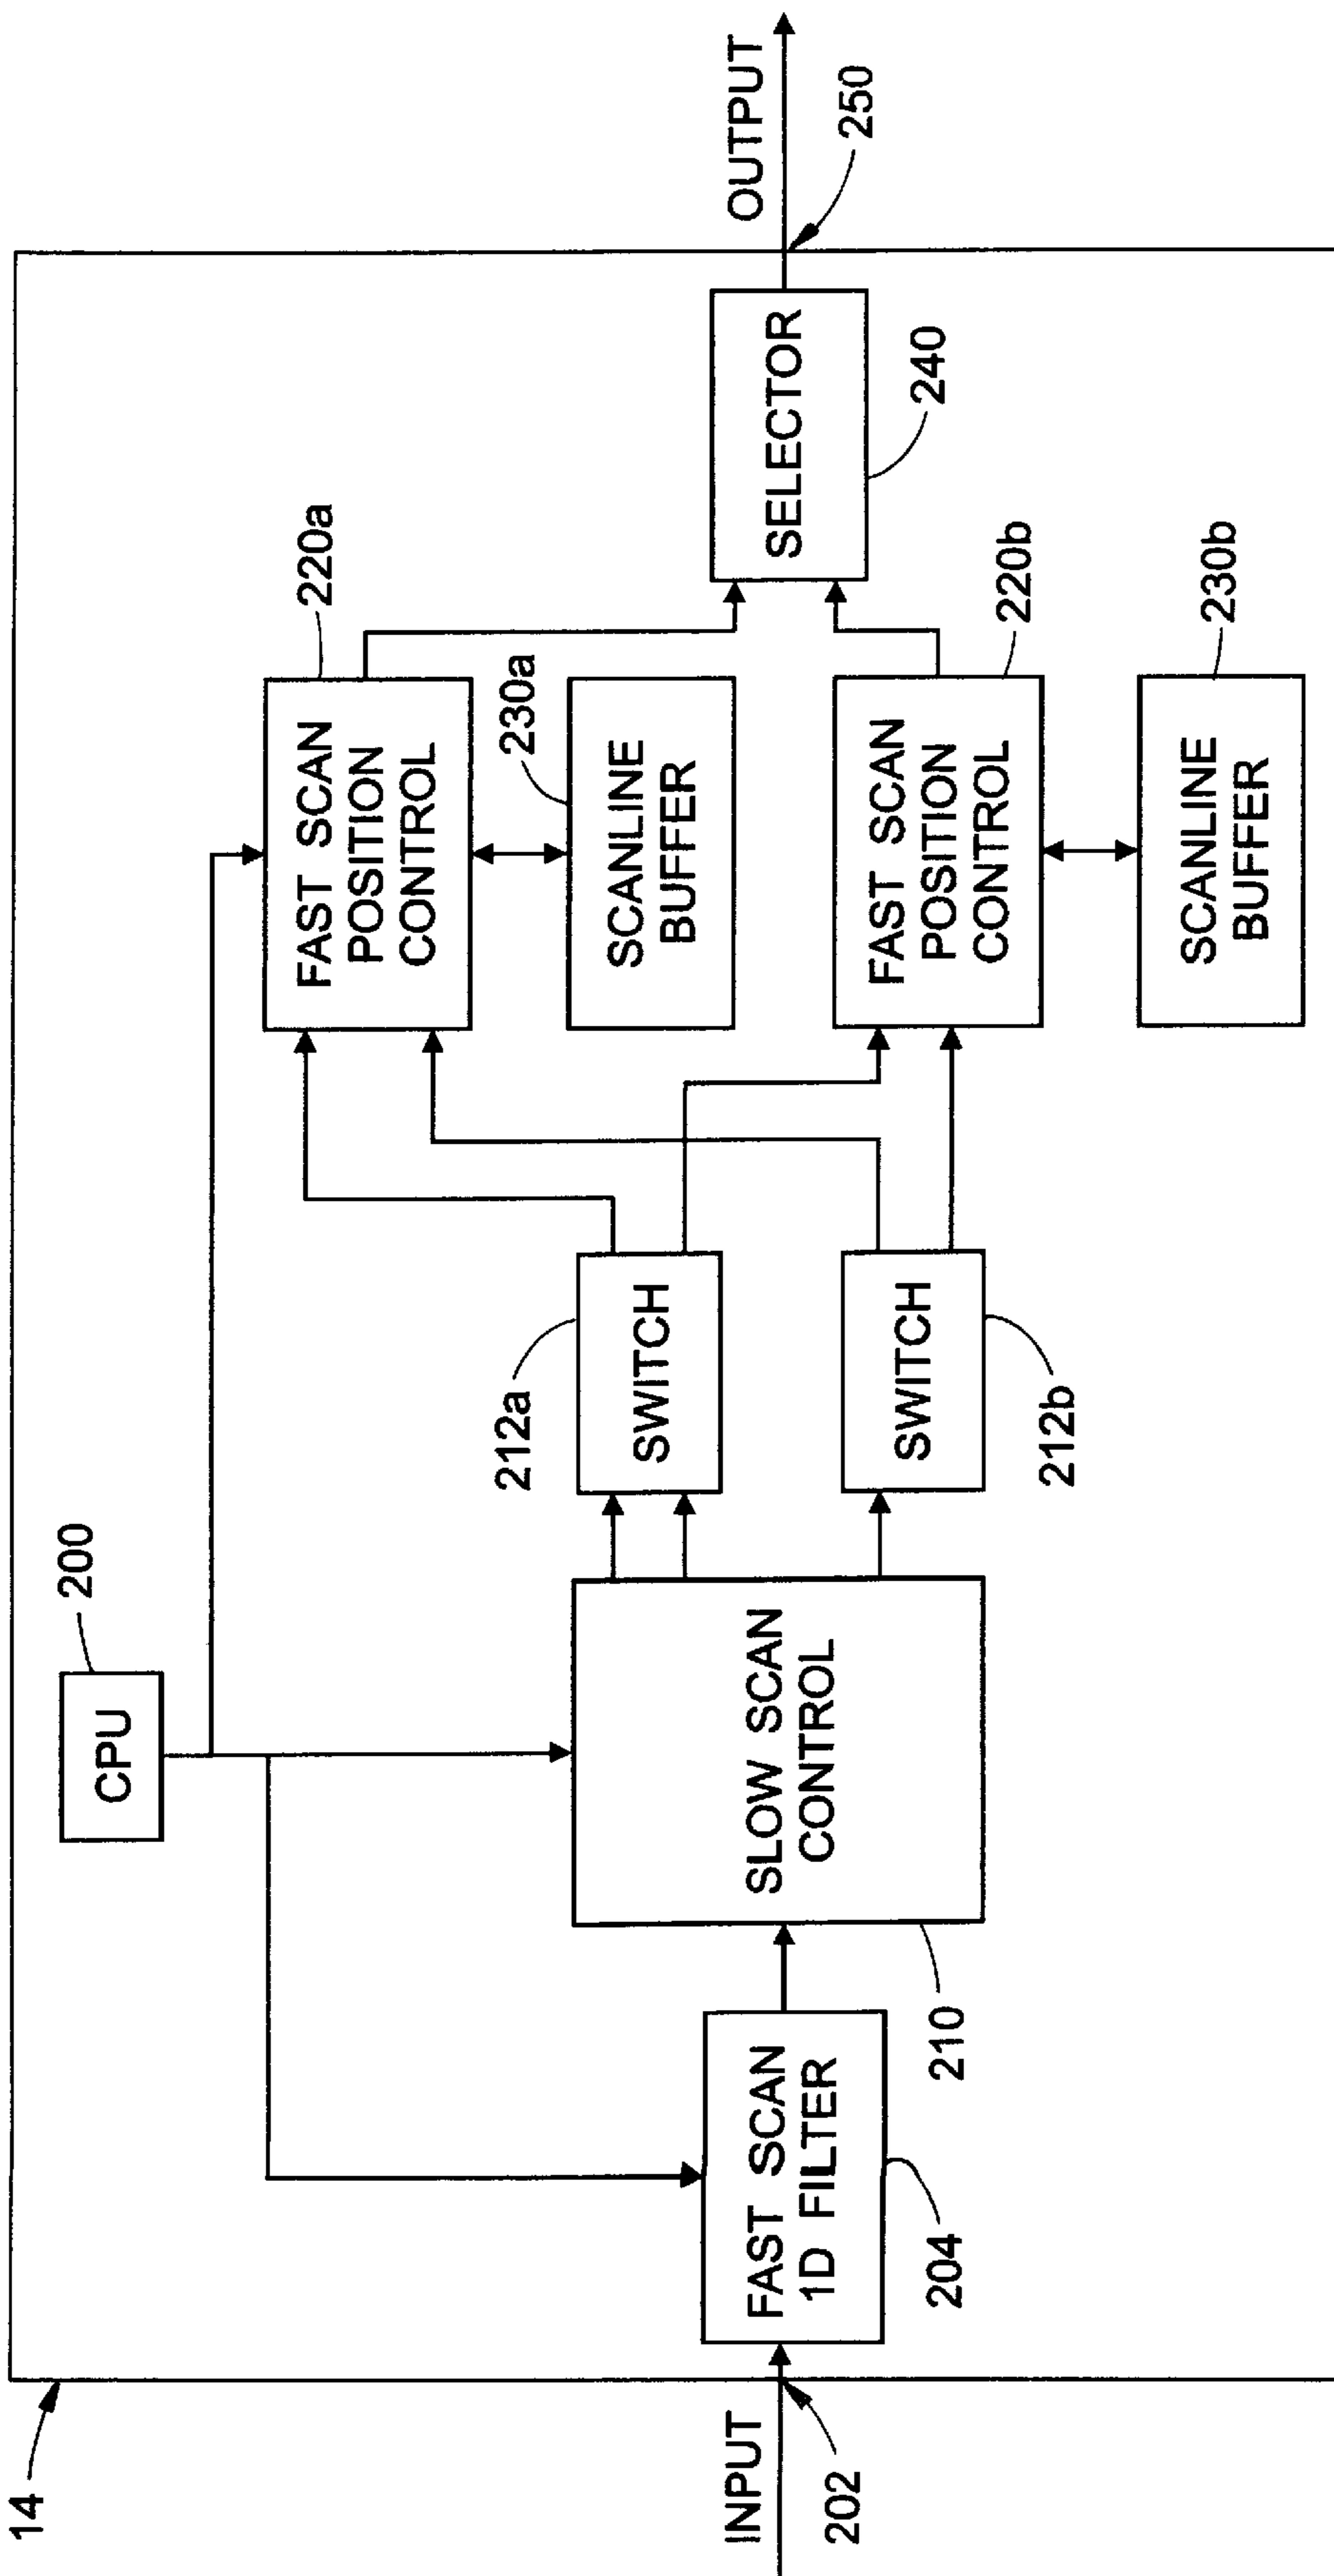 14
INPUT
202
FAST SCAN
1D FILTER
204
CPU
200
SLOW SCAN
CONTROL
210
212a
SWITCH
SWITCH
212b
220a
FAST SCAN
POSITION
CONTROL
230a
SCANLINE
BUFFER
FAST SCAN
POSITION
CONTROL
220b
SCANLINE
BUFFER
230b
SELECTOR
240
OUTPUT
250